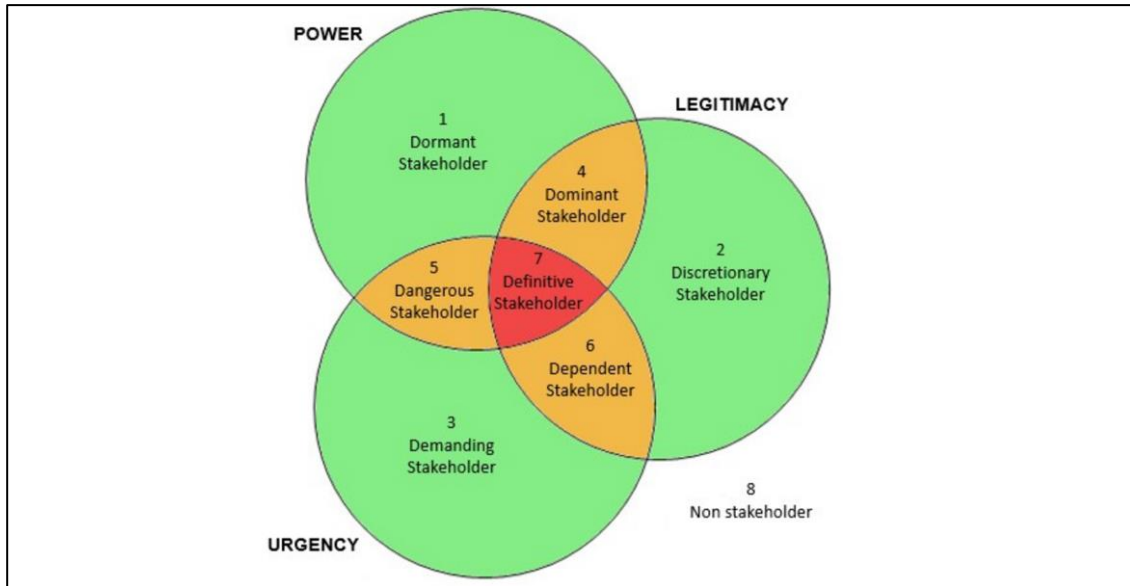 POWER
LEGITIMACY
1
Dormant
Stakeholder
4
Dominant
Stakeholder
2
Discretionary
Stakeholder
5
Dangerous
Stakeholder
7
Definitive
Stakeholder
6
Dependent
Stakeholder
3
Demanding
Stakeholder
8
Non stakeholder
URGENCY